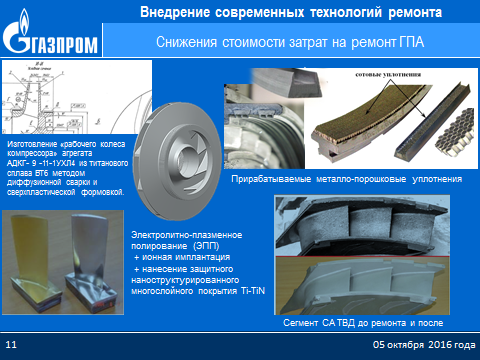 Внедрение современных технологий ремонта
ГАЗПРОМ
Снижения стоимости затрат на ремонт ГПА
сотовые уплотнения
Изготовление «рабочего колеса
компрессора» агрегата
АДКГ- 9 -11-1УХЛ4 из титанового
сплава ВТ6 методом
диффузионной сварки и
сверхпластической формовкой.
Прирабатываемые металло-порошковые уплотнения
Электролитно-плазменное
полирование (ЭПП)
+ ионная имплантация
+ нанесение защитного
наноструктурированного
многослойного покрытия Ti-TiN
Сегмент СА ТВД до ремонта и после
11
05 октября 2016 года